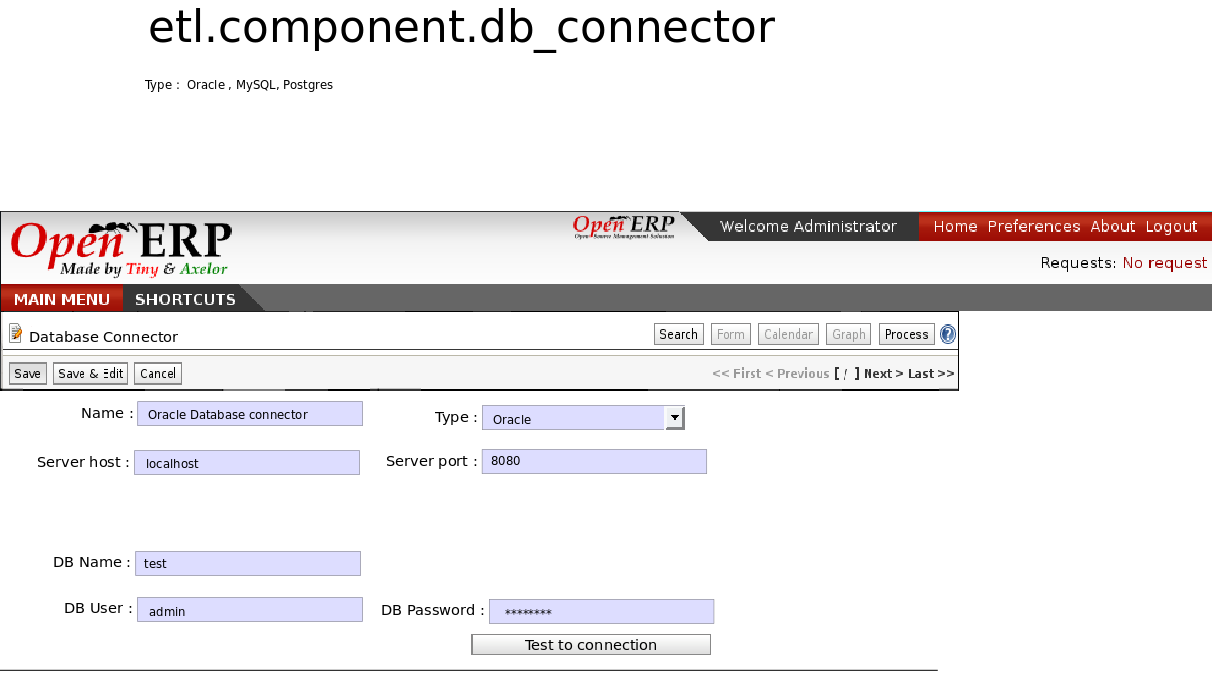 etl.component.db_connector
Type : Oracle , MySQL, Postgres
Open ERP
Made by Tiny & Axelor
Open ERP
Open Source Management Solution
Welcome Administrator
Home Preferences About Logout
Requests: No request
MAIN MENU SHORTCUTS
Database Connector
Search Form Calendar Graph Process ?
Save Save & Edit Cancel
<< First < Previous [ / ] Next > Last >>
Name : Oracle Database connector Type : Oracle
Server host : localhost Server port : 8080
DB Name : test
DB User : admin DB Password : ********
Test to connection